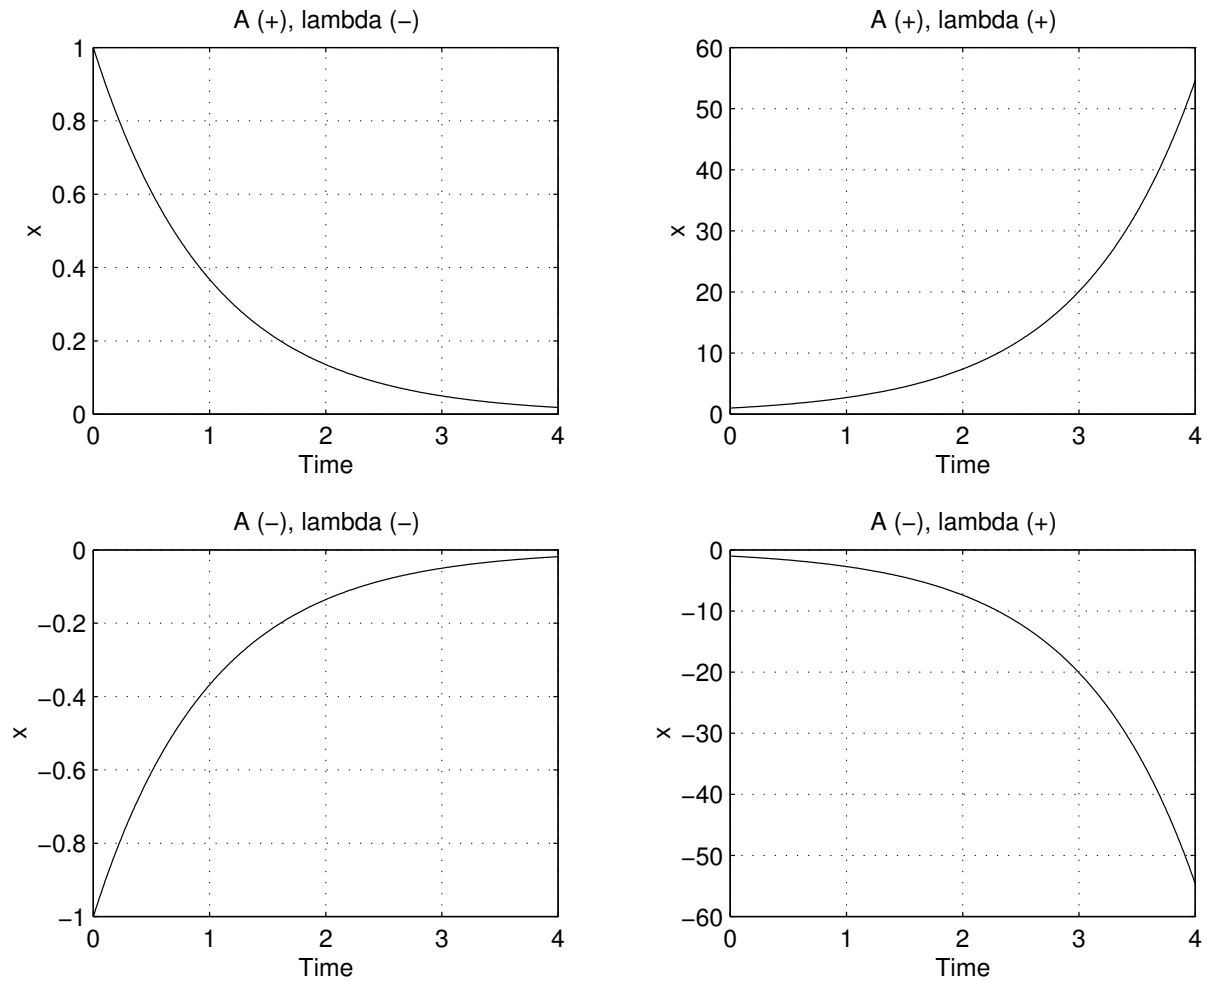 A (+), lambda (−)
1
0.8
0.6
0.4
0.2
0
x
0 1 2 3 4
Time
A (+), lambda (+)
60
50
40
30
20
10
0
x
0 1 2 3 4
Time
A (−), lambda (−)
0
−0.2
−0.4
−0.6
−0.8
−1
x
0 1 2 3 4
Time
A (−), lambda (+)
0
−10
−20
−30
−40
−50
−60
x
0 1 2 3 4
Time